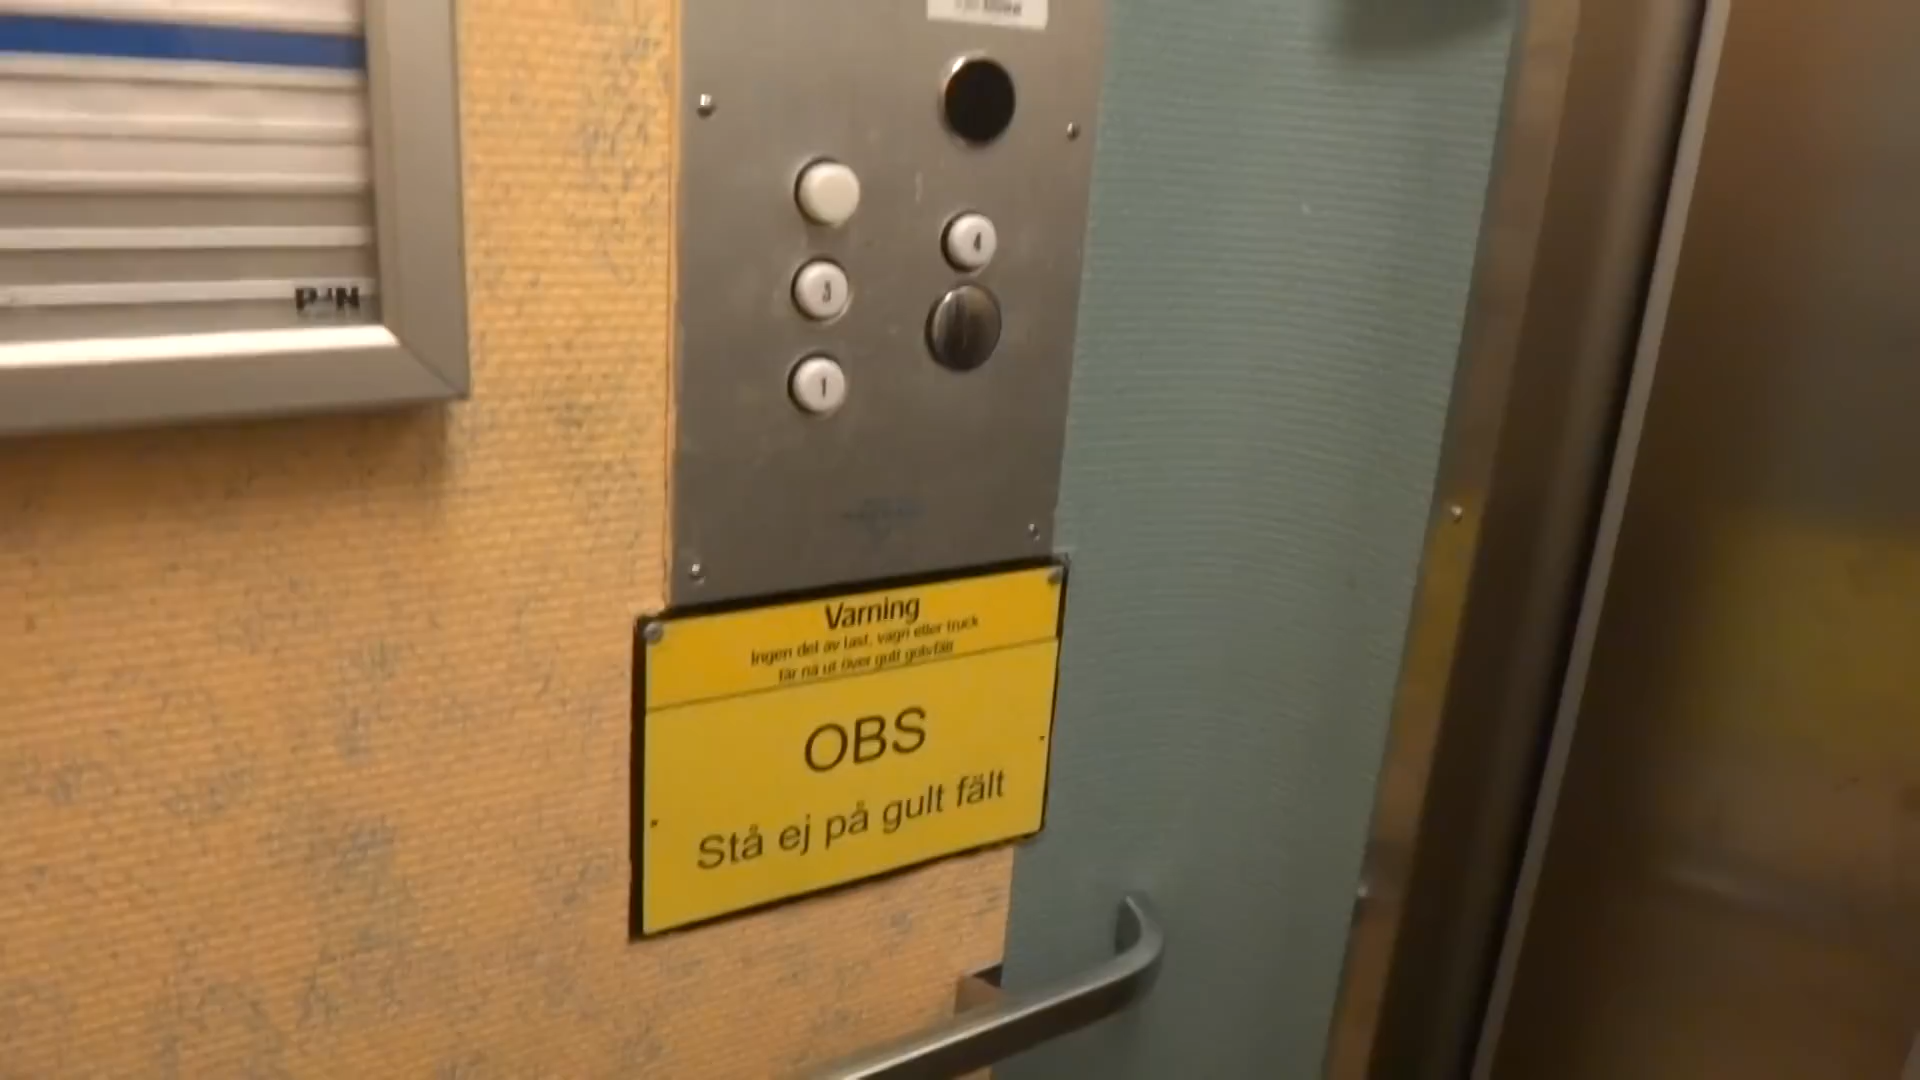 PIN
4
3
1
Varning
Ingen del av last, vagn eller truck
får nå ut över gult golvfält
OBS
Stå ej på gult fält